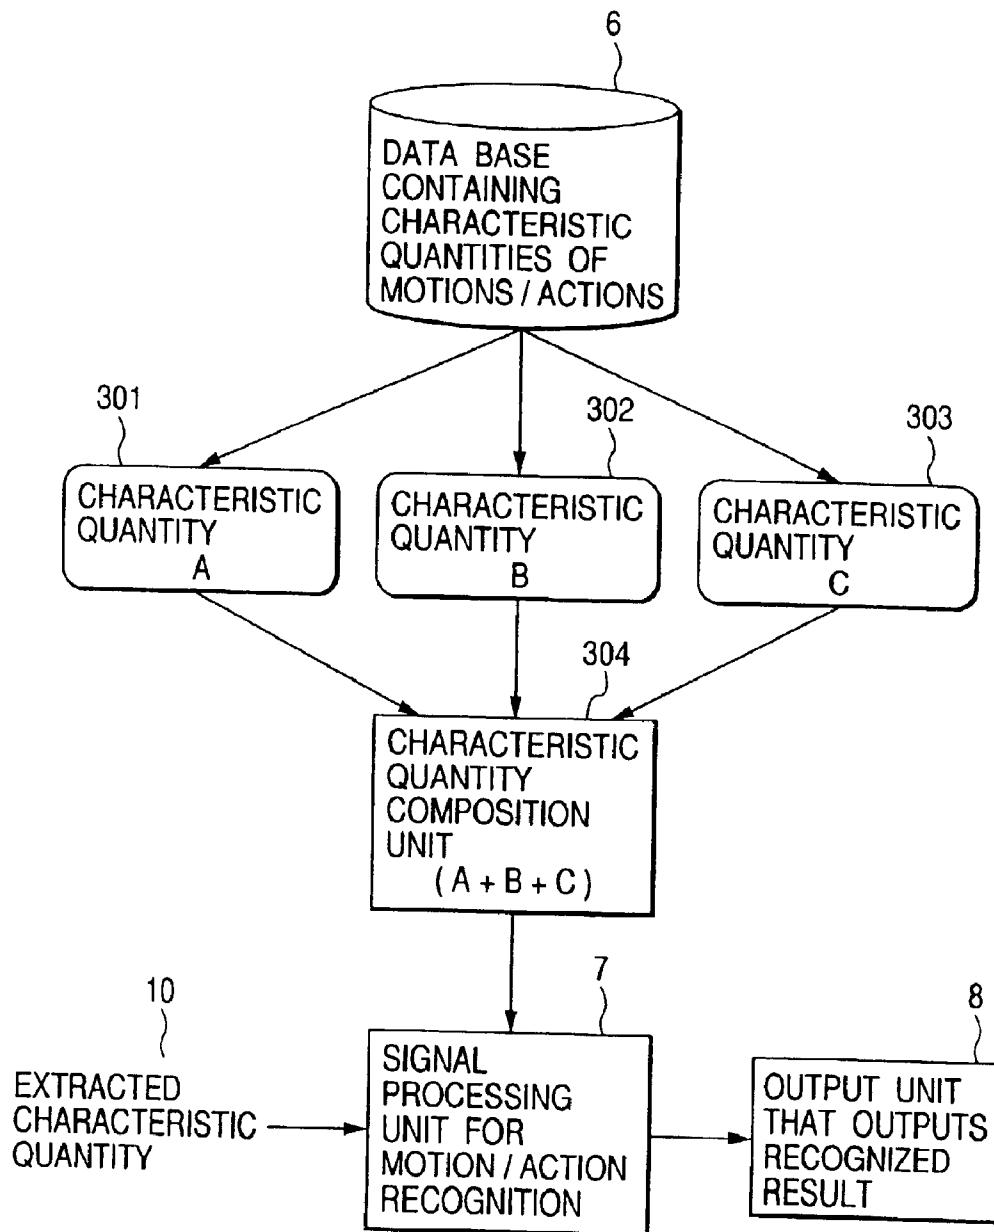 6
DATA BASE
CONTAINING
CHARACTERISTIC
QUANTITIES OF
MOTIONS / ACTIONS
301
CHARACTERISTIC
QUANTITY
A
302
CHARACTERISTIC
QUANTITY
B
303
CHARACTERISTIC
QUANTITY
C
304
CHARACTERISTIC
QUANTITY
COMPOSITION
UNIT
( A + B + C )
10
EXTRACTED
CHARACTERISTIC
QUANTITY
7
SIGNAL
PROCESSING
UNIT FOR
MOTION / ACTION
RECOGNITION
8
OUTPUT UNIT
THAT OUTPUTS
RECOGNIZED
RESULT